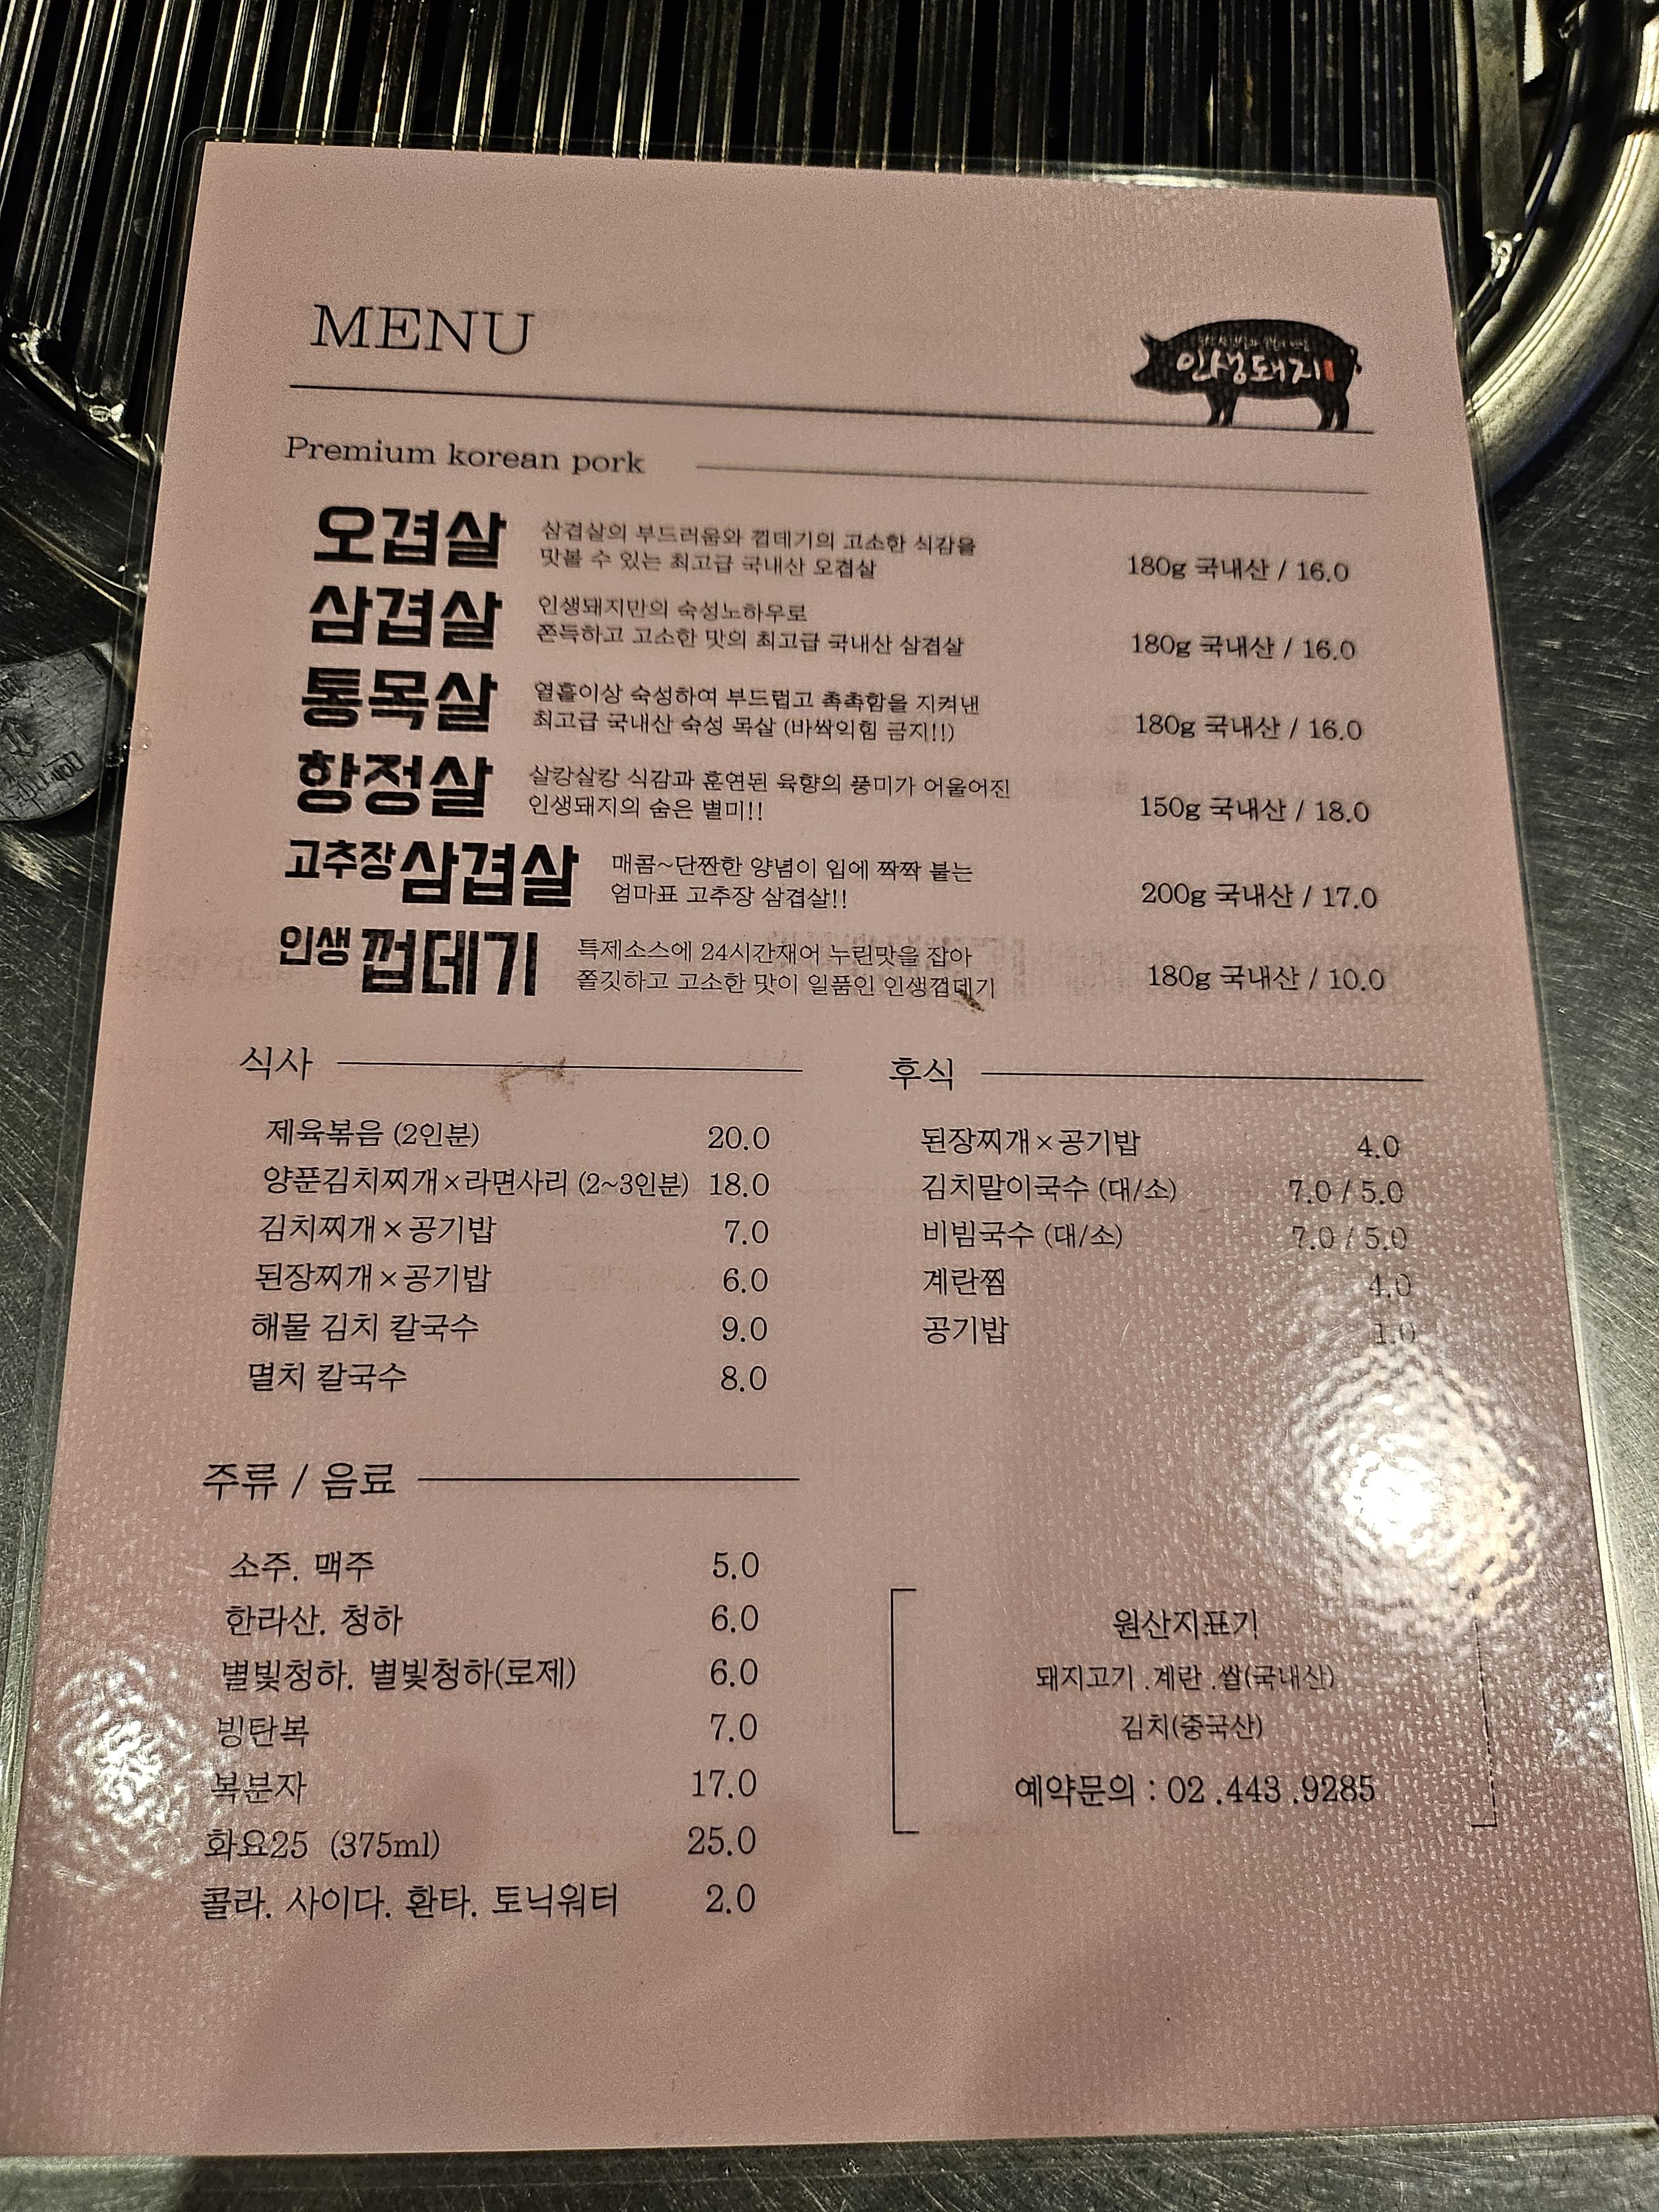 MENU
인생돼지
Premium korean pork
오겹살 삼겹살의 부드러움와 껍데기의 고소한 식감을
맛볼 수 있는 최고급 국내산 오겹살 180g 국내산 / 16.0
삼겹살 인생돼지만의 숙성노하우로
쫀득하고 고소한 맛의 최고급 국내산 삼겹살 180g 국내산 / 16.0
통목살 열흘이상 숙성하여 부드럽고 촉촉함을 지켜낸
최고급 국내산 숙성 목살 (바싹익힘 금지!!) 180g 국내산 / 16.0
항정살 살캉살캉 식감과 훈연된 육향의 풍미가 어울어진
인생돼지의 숨은 별미!! 150g 국내산 / 18.0
고추장삼겹살 매콤~단짠한 양념이 입에 짝짝 붙는
엄마표 고추장 삼겹살!! 200g 국내산 / 17.0
인생 껍데기 특제소스에 24시간재어 누린맛을 잡아
쫄깃하고 고소한 맛이 일품인 인생껍데기 180g 국내산 / 10.0
식사
제육볶음 (2인분) 20.0
양푼김치찌개×라면사리 (2~3인분) 18.0
김치찌개×공기밥 7.0
된장찌개×공기밥 6.0
해물 김치 칼국수 9.0
멸치 칼국수 8.0
후식
된장찌개×공기밥 4.0
김치말이국수 (대/소) 7.0 / 5.0
비빔국수 (대/소) 7.0 / 5.0
계란찜 4.0
공기밥 1.0
주류 / 음료
소주. 맥주 5.0
한라산. 청하 6.0
별빛청하. 별빛청하(로제) 6.0
빙탄복 7.0
복분자 17.0
화요25 (375ml) 25.0
콜라. 사이다. 환타. 토닉워터 2.0
원산지표기
돼지고기 .계란 .쌀(국내산)
김치(중국산)
예약문의 : 02 .443 .9285